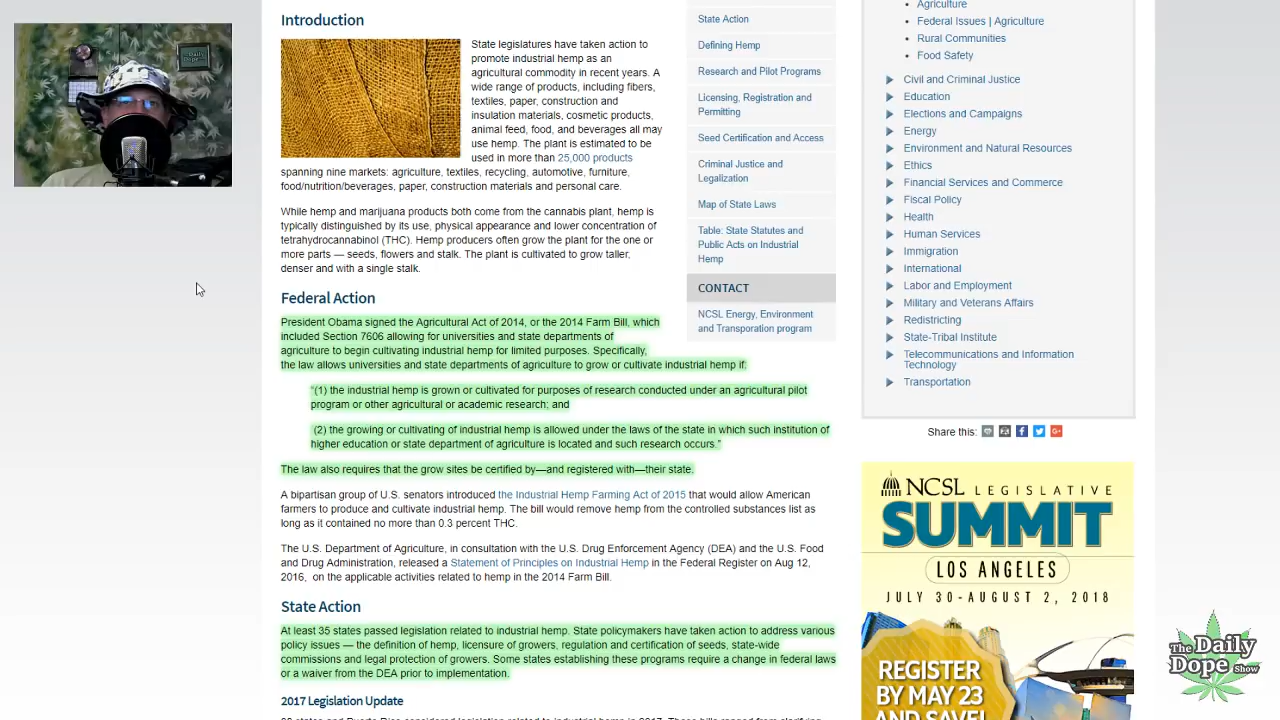 The Daily Dope
Introduction
State legislatures have taken action to
promote industrial hemp as an
agricultural commodity in recent years. A
wide range of products, including fibers,
textiles, paper, construction and
insulation materials, cosmetic products,
animal feed, food, and beverages all may
use hemp. The plant is estimated to be
used in more than 25,000 products
spanning nine markets: agriculture, textiles, recycling, automotive, furniture,
food/nutrition/beverages, paper, construction materials and personal care.
While hemp and marijuana products both come from the cannabis plant, hemp is
typically distinguished by its use, physical appearance and lower concentration of
tetrahydrocannabinol (THC). Hemp producers often grow the plant for the one or
more parts — seeds, flowers and stalk. The plant is cultivated to grow taller,
denser and with a single stalk.
Federal Action
President Obama signed the Agricultural Act of 2014, or the 2014 Farm Bill, which
included Section 7606 allowing for universities and state departments of
agriculture to begin cultivating industrial hemp for limited purposes. Specifically,
the law allows universities and state departments of agriculture to grow or cultivate industrial hemp if:
“(1) the industrial hemp is grown or cultivated for purposes of research conducted under an agricultural pilot
program or other agricultural or academic research; and
(2) the growing or cultivating of industrial hemp is allowed under the laws of the state in which such institution of
higher education or state department of agriculture is located and such research occurs.”
The law also requires that the grow sites be certified by—and registered with—their state.
A bipartisan group of U.S. senators introduced the Industrial Hemp Farming Act of 2015 that would allow American
farmers to produce and cultivate industrial hemp. The bill would remove hemp from the controlled substances list as
long as it contained no more than 0.3 percent THC.
The U.S. Department of Agriculture, in consultation with the U.S. Drug Enforcement Agency (DEA) and the U.S. Food
and Drug Administration, released a Statement of Principles on Industrial Hemp in the Federal Register on Aug 12,
2016, on the applicable activities related to hemp in the 2014 Farm Bill.
State Action
At least 35 states passed legislation related to industrial hemp. State policymakers have taken action to address various
policy issues — the definition of hemp, licensure of growers, regulation and certification of seeds, state-wide
commissions and legal protection of growers. Some states establishing these programs require a change in federal laws
or a waiver from the DEA prior to implementation.
2017 Legislation Update
State Action
Defining Hemp
Research and Pilot Programs
Licensing, Registration and
Permitting
Seed Certification and Access
Criminal Justice and
Legalization
Map of State Laws
Table: State Statutes and
Public Acts on Industrial
Hemp
CONTACT
NCSL Energy, Environment
and Transporation program
Agriculture
Federal Issues | Agriculture
Rural Communities
Food Safety
Civil and Criminal Justice
Education
Elections and Campaigns
Energy
Environment and Natural Resources
Ethics
Financial Services and Commerce
Fiscal Policy
Health
Human Services
Immigration
International
Labor and Employment
Military and Veterans Affairs
Redistricting
State-Tribal Institute
Telecommunications and Information
Technology
Transportation
Share this:
NCSL LEGISLATIVE
SUMMIT
LOS ANGELES
JULY 30-AUGUST 2, 2018
REGISTER
BY MAY 23
AND SAVE!
The Daily
Dope Show